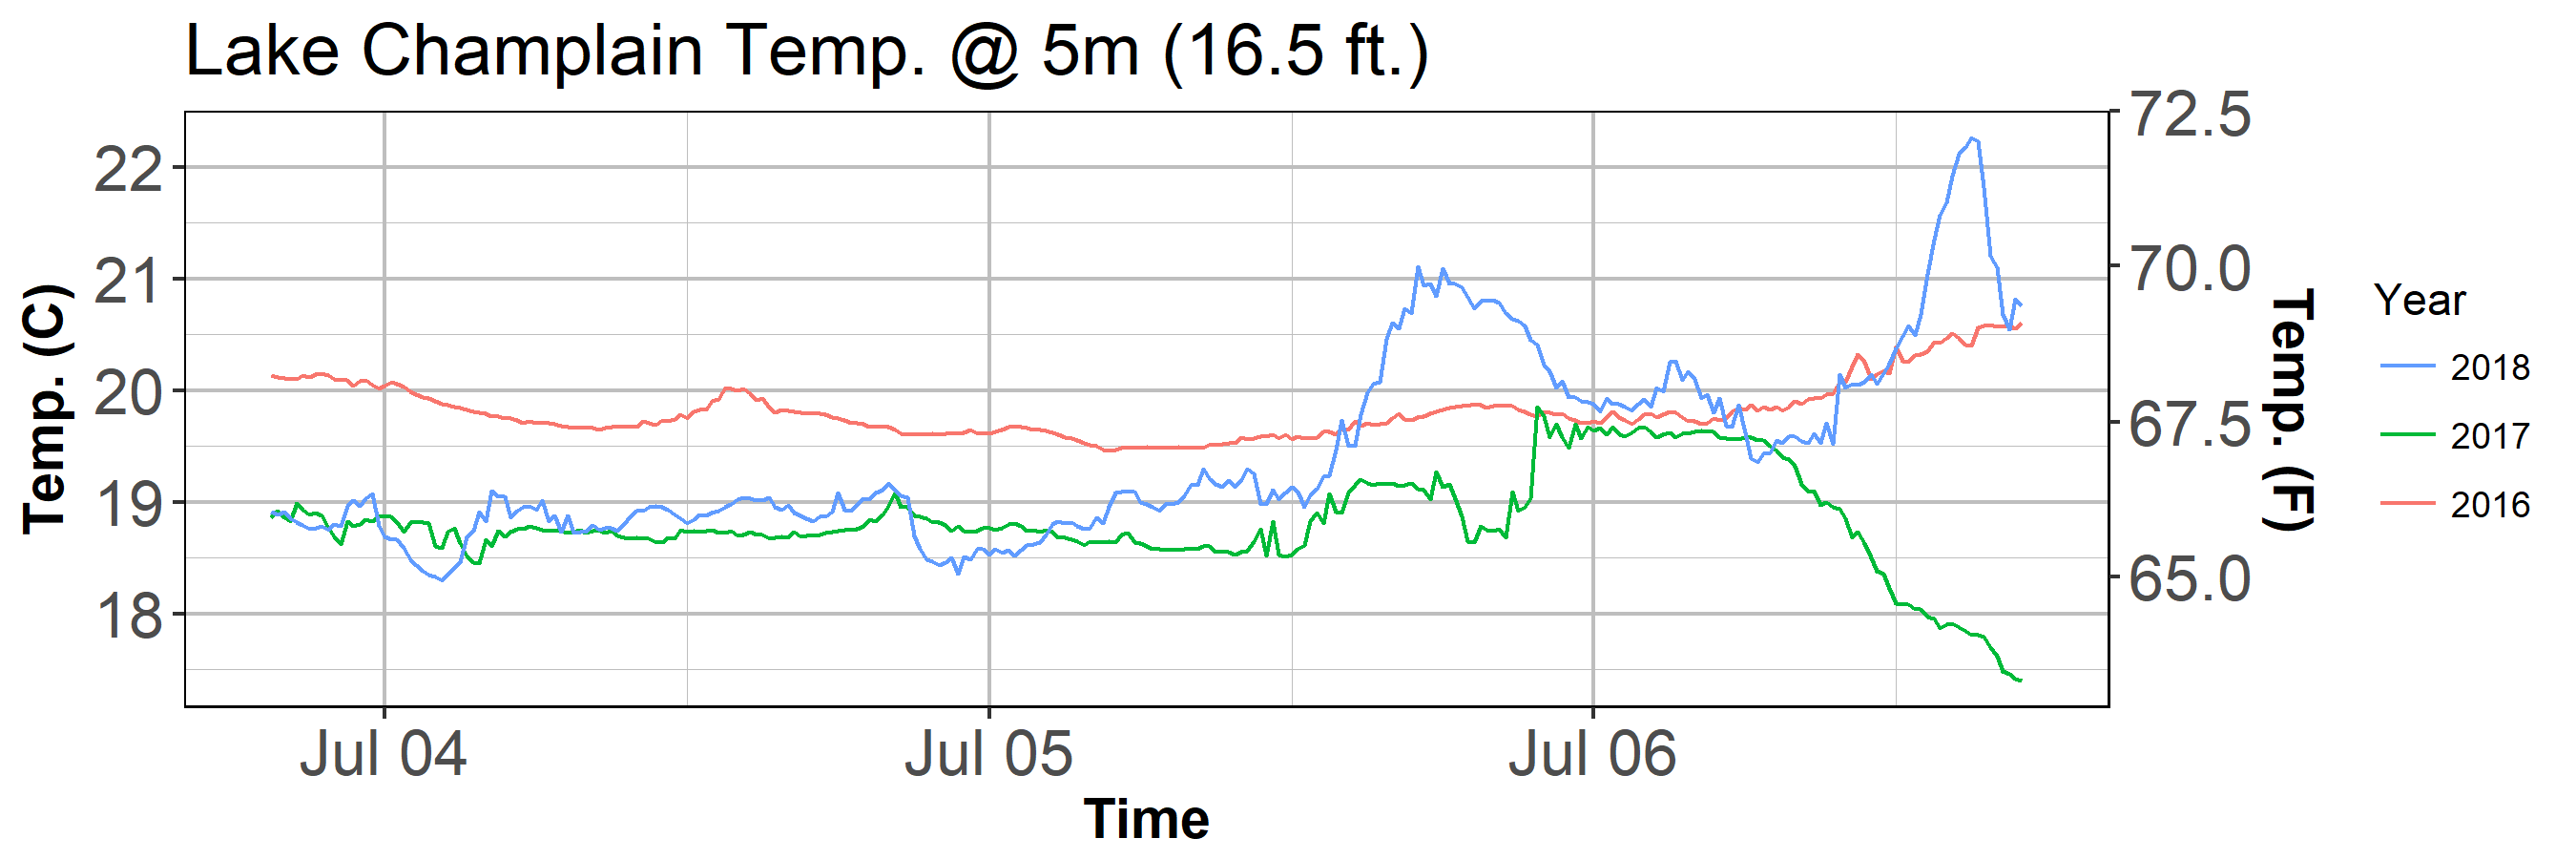 Lake Champlain Temp. @ 5m (16.5 ft.)
Temp. (C)
22
21
20
19
18
72.5
70.0
67.5
65.0
Temp. (F)
Jul 04
Jul 05
Jul 06
Time
Year
2018
2017
2016